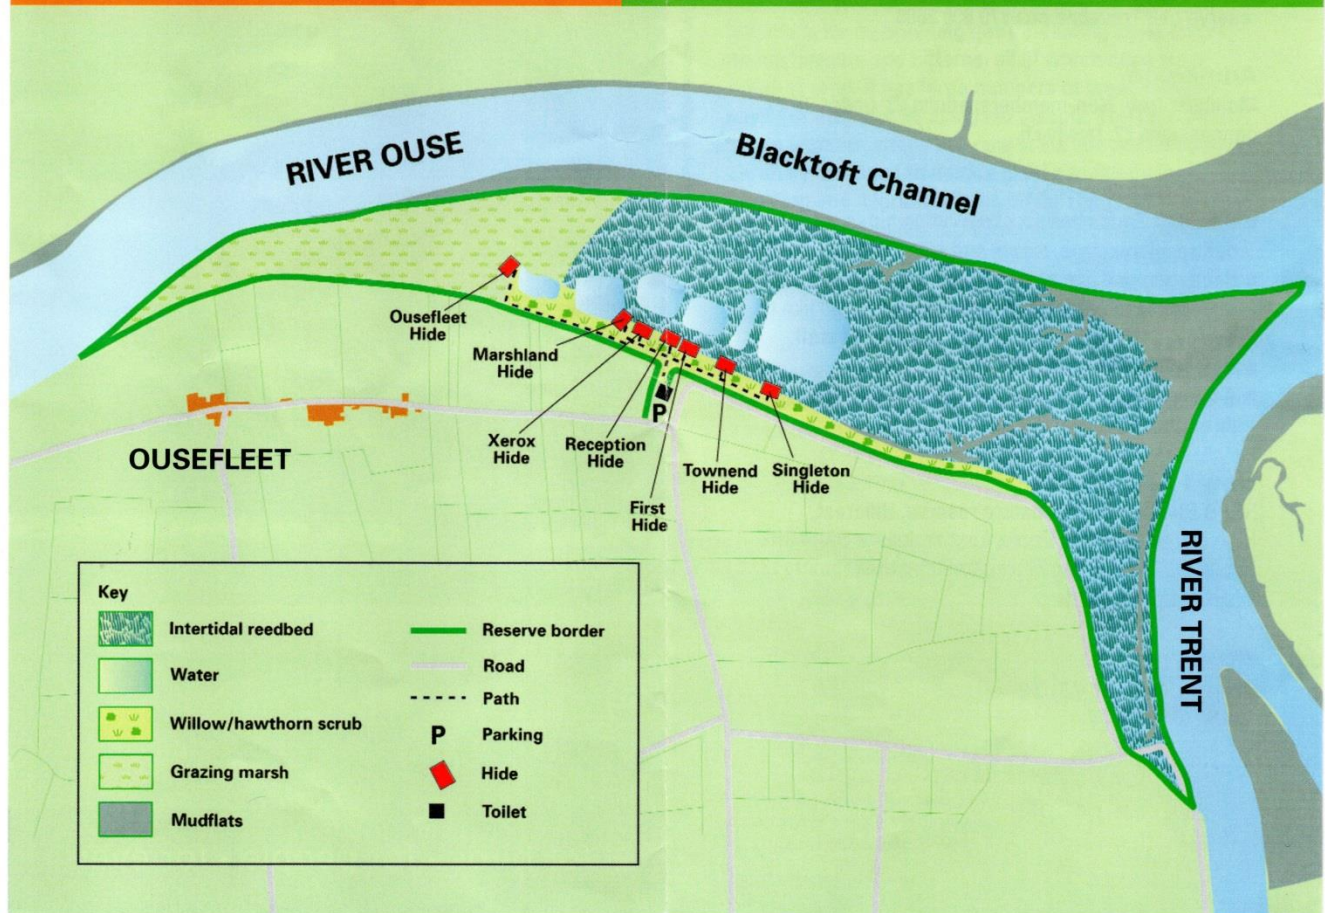 RIVER OUSE
Blacktoft Channel
Ousefleet
Hide
Marshland
Hide
Xerox
Hide
Reception
Hide
First
Hide
Townend
Hide
Singleton
Hide
P
OUSEFLEET
RIVER TRENT
Key
Intertidal reedbed
Water
Willow/hawthorn scrub
Grazing marsh
Mudflats
Reserve border
Road
Path
P Parking
Hide
Toilet